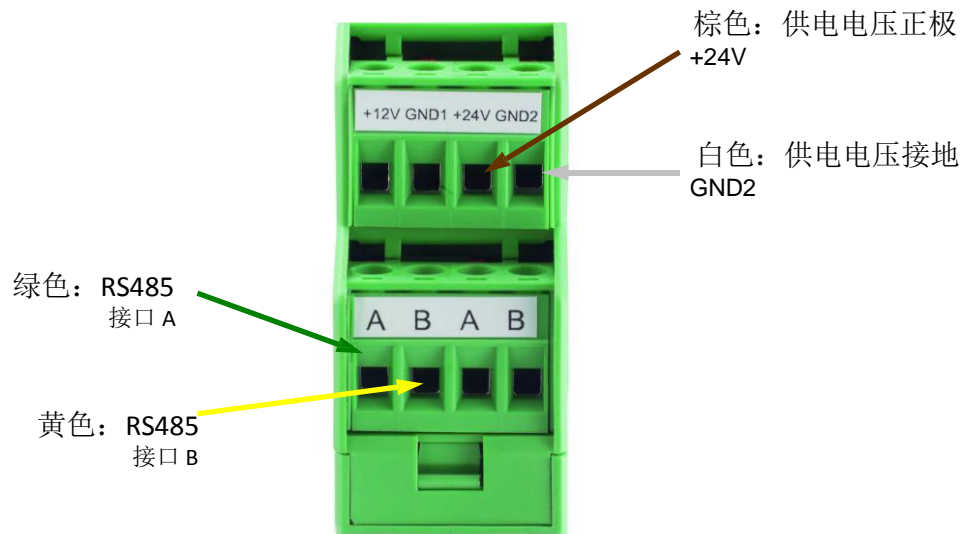 棕色：供电电压正极
+24V
+12V GND1 +24V GND2
白色：供电电压接地
GND2
绿色：RS485
接口 A
A B A B
黄色：RS485
接口 B